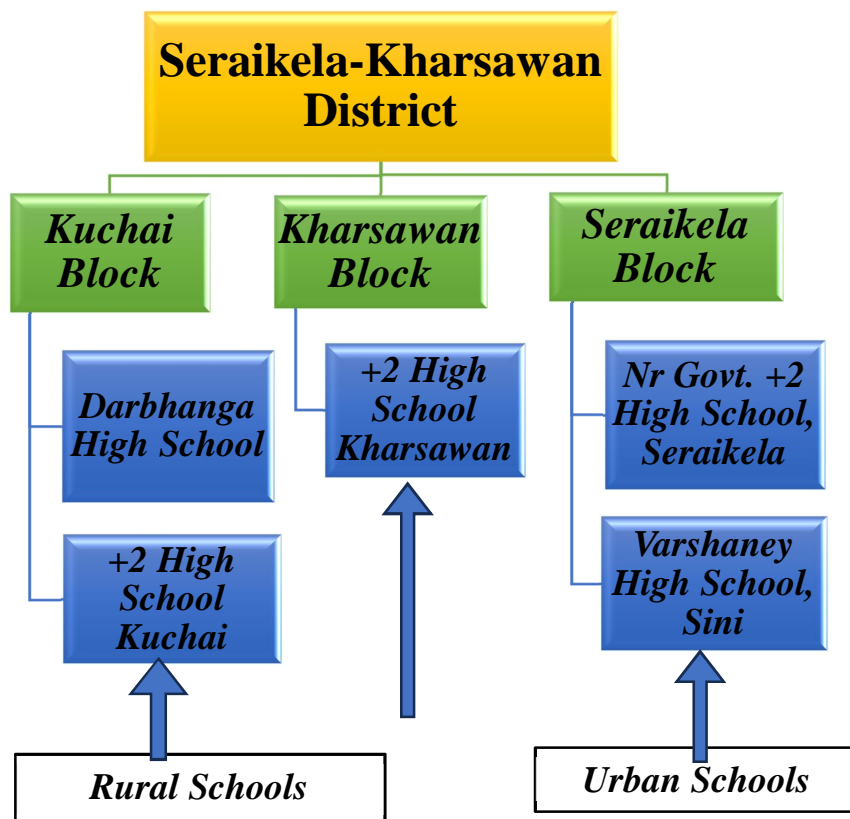 Seraikela-Kharsawan
District
Kuchai
Block
Kharsawan
Block
Seraikela
Block
Darbhanga
High School
+2 High
School
Kharsawan
Nr Govt. +2
High School,
Seraikela
+2 High
School
Kuchai
Varshaney
High School,
Sini
Rural Schools
Urban Schools